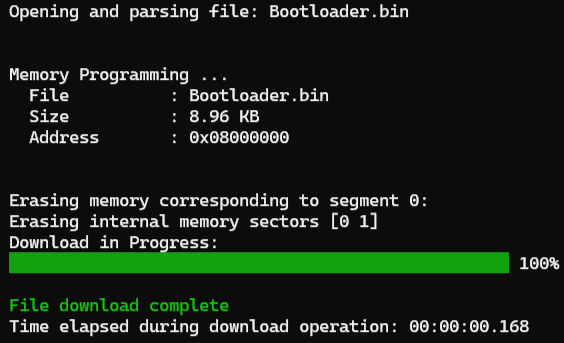 Opening and parsing file: Bootloader.bin
Memory Programming ...
File : Bootloader.bin
Size : 8.96 KB
Address : 0x08000000
Erasing memory corresponding to segment 0:
Erasing internal memory sectors [0 1]
Download in Progress:
100%
File download complete
Time elapsed during download operation: 00:00:00.168